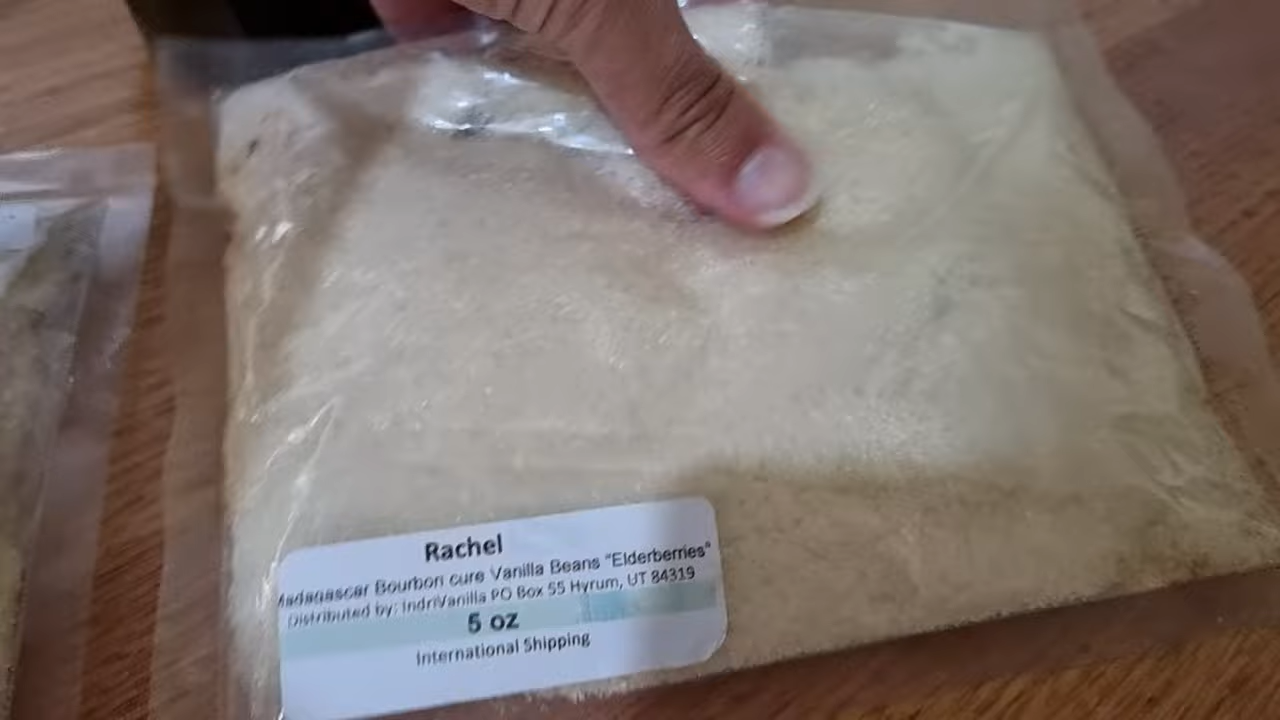 Rachel
Madagascar Bourbon cure Vanilla Beans "Elderberries"
Distributed by: IndriVanilla PO Box 55 Hyrum, UT 84319
5 oz
International Shipping